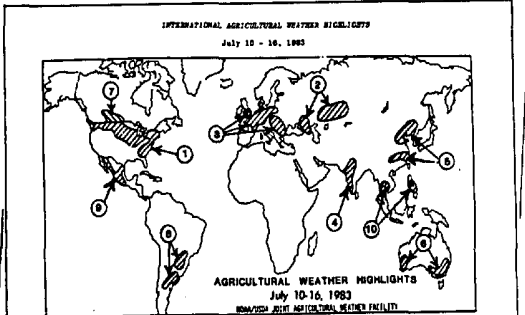 INTERNATIONAL AGRICULTURAL WEATHER HIGHLIGHTS
July 10 - 16, 1983
7
2
3
1
5
9
4
10
8
6
AGRICULTURAL WEATHER HIGHLIGHTS
July 10-16, 1983
NOAA/USDA JOINT AGRICULTURAL WEATHER FACILITY